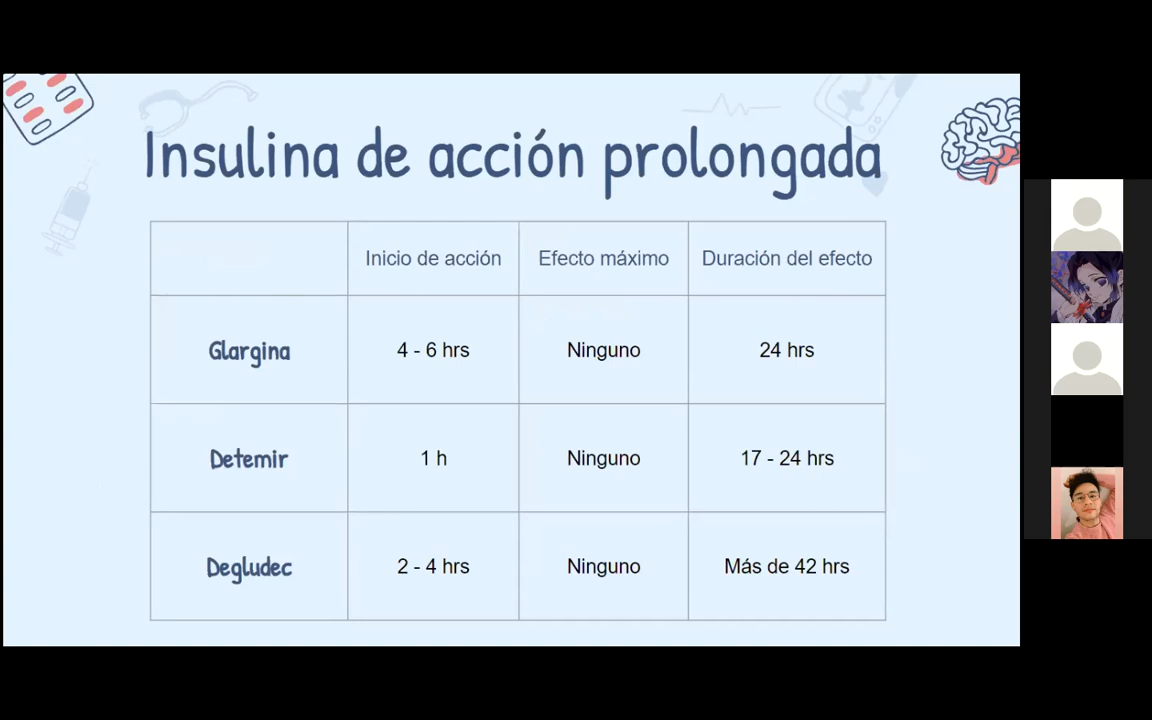 Insulina de acción prolongada
Inicio de acción Efecto máximo Duración del efecto
Glargina 4 - 6 hrs Ninguno 24 hrs
Detemir 1 h Ninguno 17 - 24 hrs
Degludec 2 - 4 hrs Ninguno Más de 42 hrs